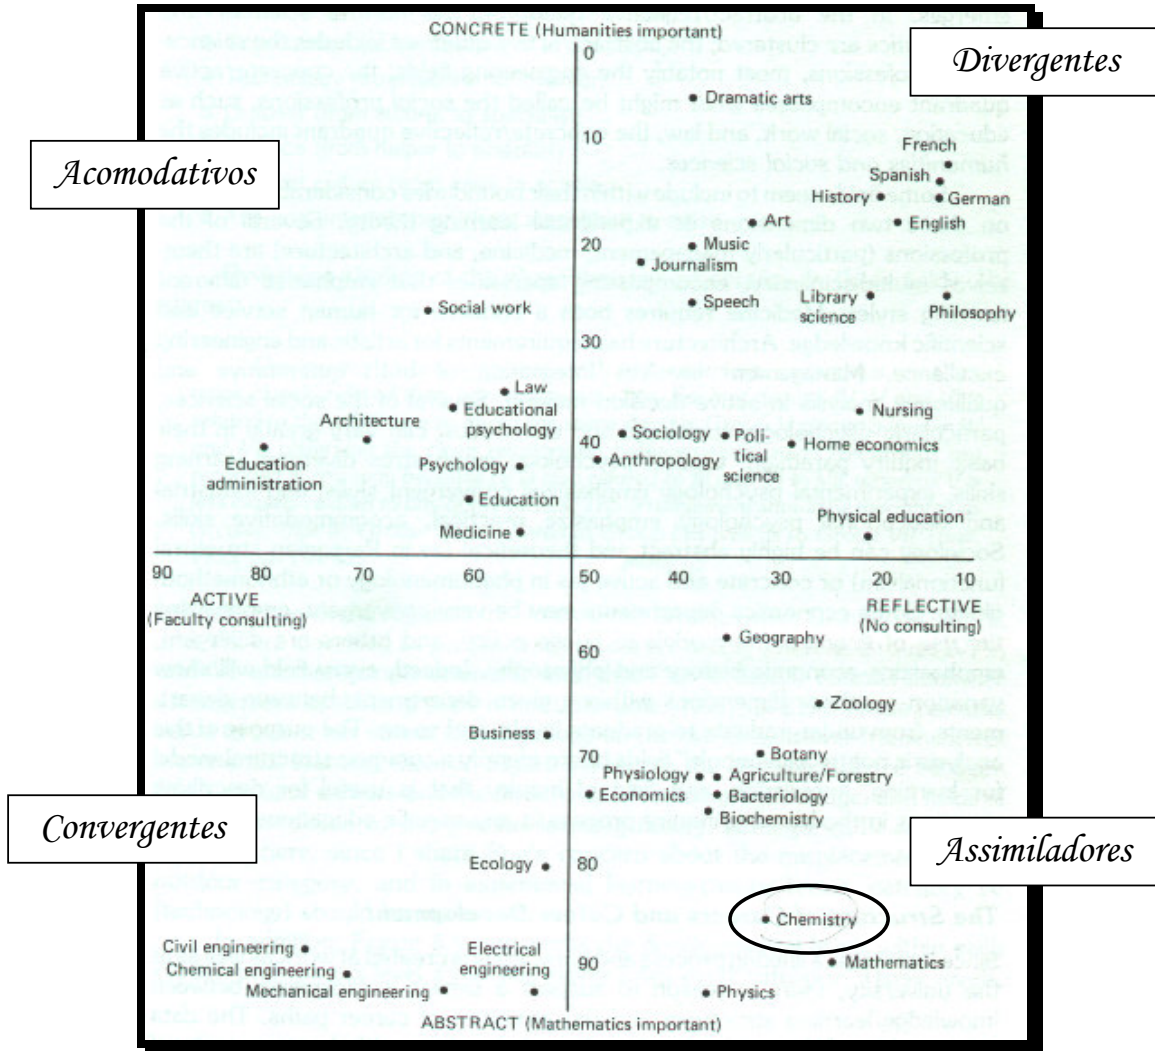 CONCRETE (Humanities important)
0
Divergentes
Dramatic arts
10
French
Acomodativos
Spanish
History
German
Art
English
20
Music
Journalism
Library
science
Speech
Philosophy
Social work
30
Law
Educational
psychology
Nursing
Architecture
40
Sociology
Poli-
tical
science
Home economics
Education
administration
Psychology
Anthropology
Education
Physical education
Medicine
90
80
70
60
50
40
30
20
10
ACTIVE
(Faculty consulting)
REFLECTIVE
(No consulting)
Geography
60
Zoology
Business
70
Botany
Physiology
Agriculture/Forestry
Economics
Bacteriology
Biochemistry
Convergentes
Assimiladores
Ecology
80
Chemistry
Civil engineering
Electrical
engineering
Chemical engineering
90
Mathematics
Mechanical engineering
Physics
ABSTRACT (Mathematics important)